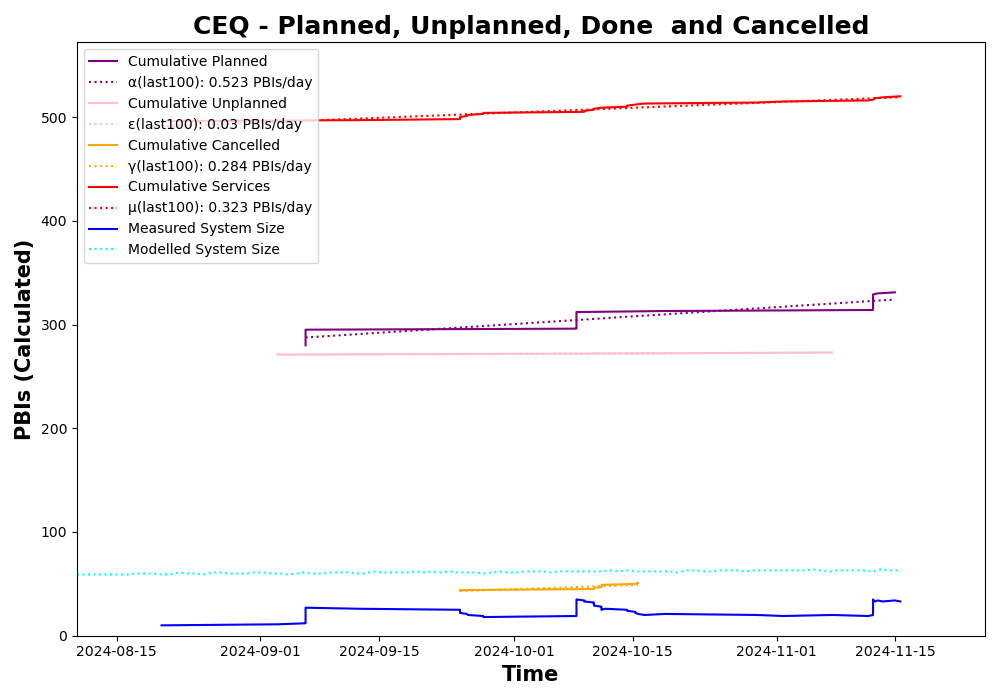 CEQ - Planned, Unplanned, Done  and Cancelled
Cumulative Planned
α(last100): 0.523 PBIs/day
Cumulative Unplanned
ε(last100): 0.03 PBIs/day
Cumulative Cancelled
γ(last100): 0.284 PBIs/day
Cumulative Services
μ(last100): 0.323 PBIs/day
Measured System Size
Modelled System Size
PBIs (Calculated)
500
400
300
200
100
0
2024-08-15 2024-09-01 2024-09-15 2024-10-01 2024-10-15 2024-11-01 2024-11-15
Time